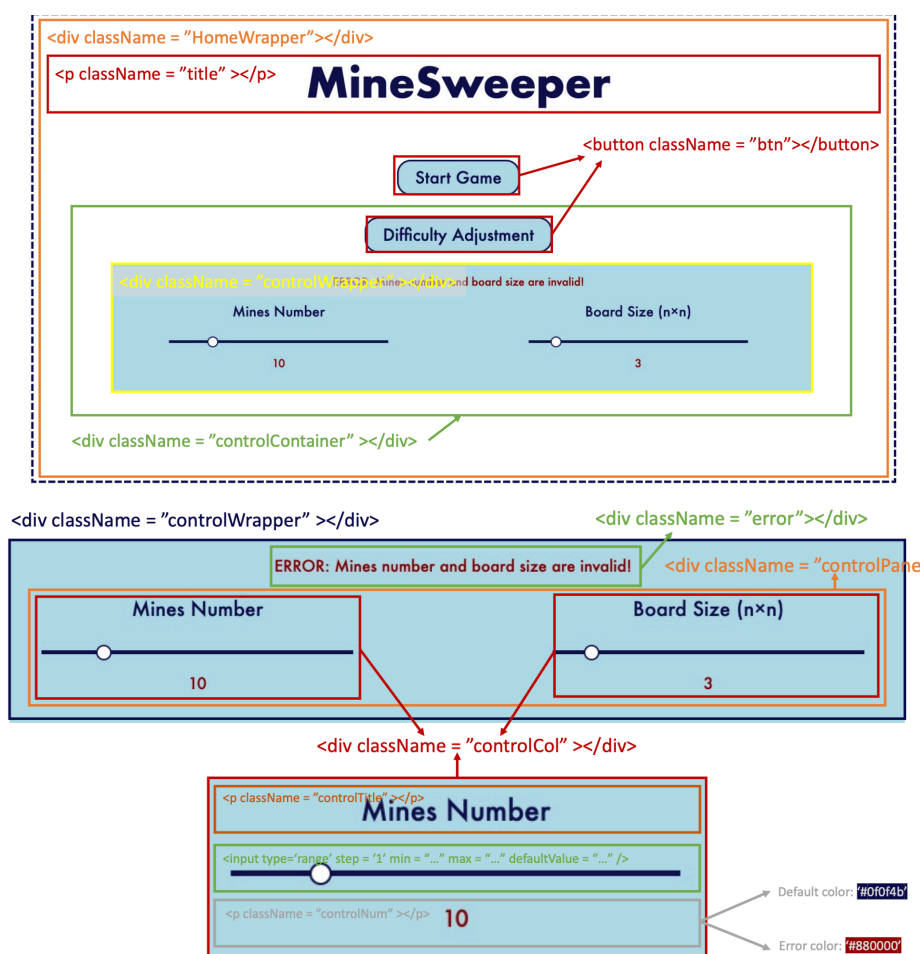 <div className = ”HomeWrapper”></div>
<p className = ”title” ></p>
MineSweeper
<button className = ”btn”></button>
Start Game
Difficulty Adjustment
<div className = ”controlWrapper” ></div>
ERROR: Mines number and board size are invalid!
Mines Number
Board Size (n×n)
10
3
<div className = ”controlContainer” ></div>
<div className = ”controlWrapper” ></div>
<div className = ”error”></div>
ERROR: Mines number and board size are invalid!
<div className = ”controlPane
Mines Number
Board Size (n×n)
10
3
<div className = ”controlCol” ></div>
<p className = ”controlTitle” ></p>
Mines Number
<input type=‘range’ step = ‘1’ min = “…” max = “…” defaultValue = “…” />
<p className = ”controlNum” ></p>
10
Default color: ‘#0f0f4b’
Error color: ‘#880000’